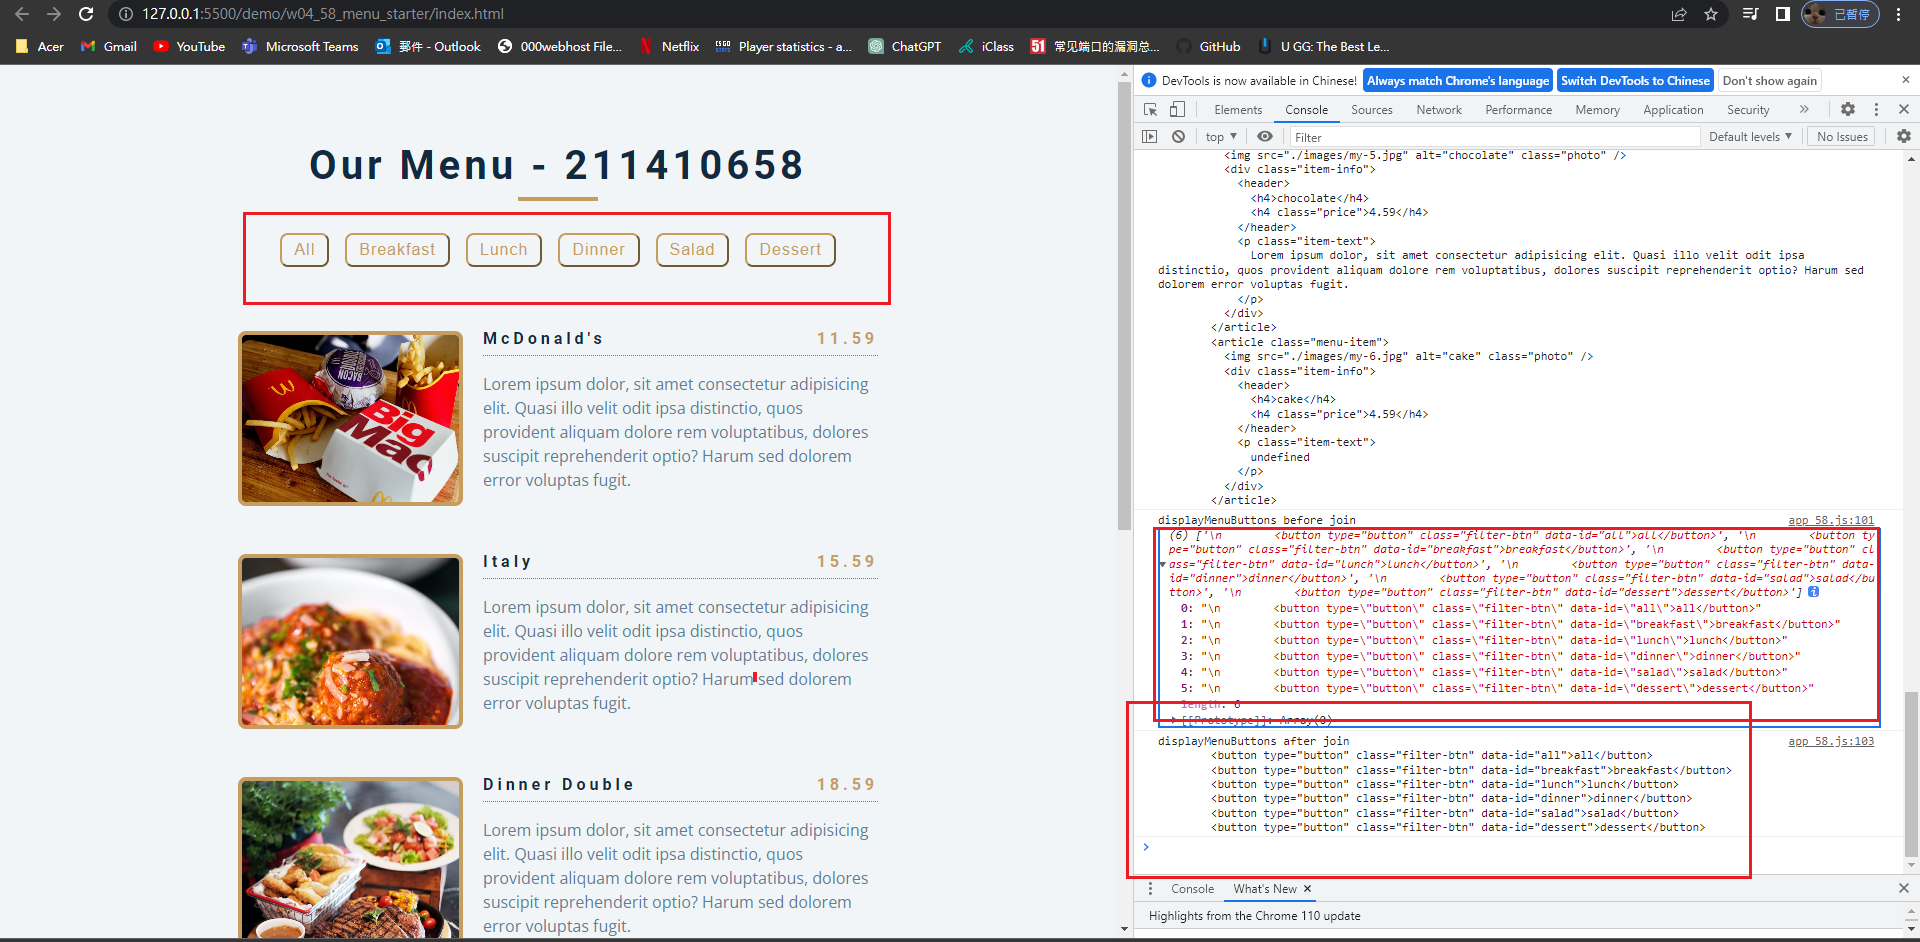 127.0.0.1:5500/demo/w04_58_menu_starter/index.html
已暫停
Acer
Gmail
YouTube
Microsoft Teams
郵件 - Outlook
000webhost File...
Netflix
Player statistics - a...
ChatGPT
iClass
51
常见端口的漏洞总...
GitHub
U GG: The Best Le...
Our Menu - 211410658
All
Breakfast
Lunch
Dinner
Salad
Dessert
McDonald's 11.59
Lorem ipsum dolor, sit amet consectetur adipisicing
elit. Quasi illo velit odit ipsa distinctio, quos
provident aliquam dolore rem voluptatibus, dolores
suscipit reprehenderit optio? Harum sed dolorem
error voluptas fugit.
BACON
Big
Mac
Italy 15.59
Lorem ipsum dolor, sit amet consectetur adipisicing
elit. Quasi illo velit odit ipsa distinctio, quos
provident aliquam dolore rem voluptatibus, dolores
suscipit reprehenderit optio? Harum sed dolorem
error voluptas fugit.
Dinner Double 18.59
Lorem ipsum dolor, sit amet consectetur adipisicing
elit. Quasi illo velit odit ipsa distinctio, quos
provident aliquam dolore rem voluptatibus, dolores
suscipit reprehenderit optio? Harum sed dolorem
DevTools is now available in Chinese!
Always match Chrome's language
Switch DevTools to Chinese
Don't show again
Elements
Console
Sources
Network
Performance
Memory
Application
Security
top
Filter
Default levels
No Issues
<img src="./images/my-5.jpg" alt="chocolate" class="photo" />
<div class="item-info">
<header>
<h4>chocolate</h4>
<h4 class="price">4.59</h4>
</header>
<p class="item-text">
Lorem ipsum dolor, sit amet consectetur adipisicing elit. Quasi illo velit odit ipsa
distinctio, quos provident aliquam dolore rem voluptatibus, dolores suscipit reprehenderit optio? Harum sed
dolorem error voluptas fugit.
</p>
</div>
</article>
<article class="menu-item">
<img src="./images/my-6.jpg" alt="cake" class="photo" />
<div class="item-info">
<header>
<h4>cake</h4>
<h4 class="price">4.59</h4>
</header>
<p class="item-text">
undefined
</p>
</div>
</article>
displayMenuButtons before join app_58.js:101
(6) ['\n <button type="button" class="filter-btn" data-id="all">all</button>', '\n <button ty
pe="button" class="filter-btn" data-id="breakfast">breakfast</button>', '\n <button type="button" cl
ass="filter-btn" data-id="lunch">lunch</button>', '\n <button type="button" class="filter-btn" data-
id="dinner">dinner</button>', '\n <button type="button" class="filter-btn" data-id="salad">salad</bu
tton>', '\n <button type="button" class="filter-btn" data-id="dessert">dessert</button>']
0: "\n <button type=\"button\" class=\"filter-btn\" data-id=\"all\">all</button>"
1: "\n <button type=\"button\" class=\"filter-btn\" data-id=\"breakfast\">breakfast</button>"
2: "\n <button type=\"button\" class=\"filter-btn\" data-id=\"lunch\">lunch</button>"
3: "\n <button type=\"button\" class=\"filter-btn\" data-id=\"dinner\">dinner</button>"
4: "\n <button type=\"button\" class=\"filter-btn\" data-id=\"salad\">salad</button>"
5: "\n <button type=\"button\" class=\"filter-btn\" data-id=\"dessert\">dessert</button>"
length: 6
[[Prototype]]: Array(0)
displayMenuButtons after join app_58.js:103
<button type="button" class="filter-btn" data-id="all">all</button>
<button type="button" class="filter-btn" data-id="breakfast">breakfast</button>
<button type="button" class="filter-btn" data-id="lunch">lunch</button>
<button type="button" class="filter-btn" data-id="dinner">dinner</button>
<button type="button" class="filter-btn" data-id="salad">salad</button>
<button type="button" class="filter-btn" data-id="dessert">dessert</button>
Console
What's New
Highlights from the Chrome 110 update